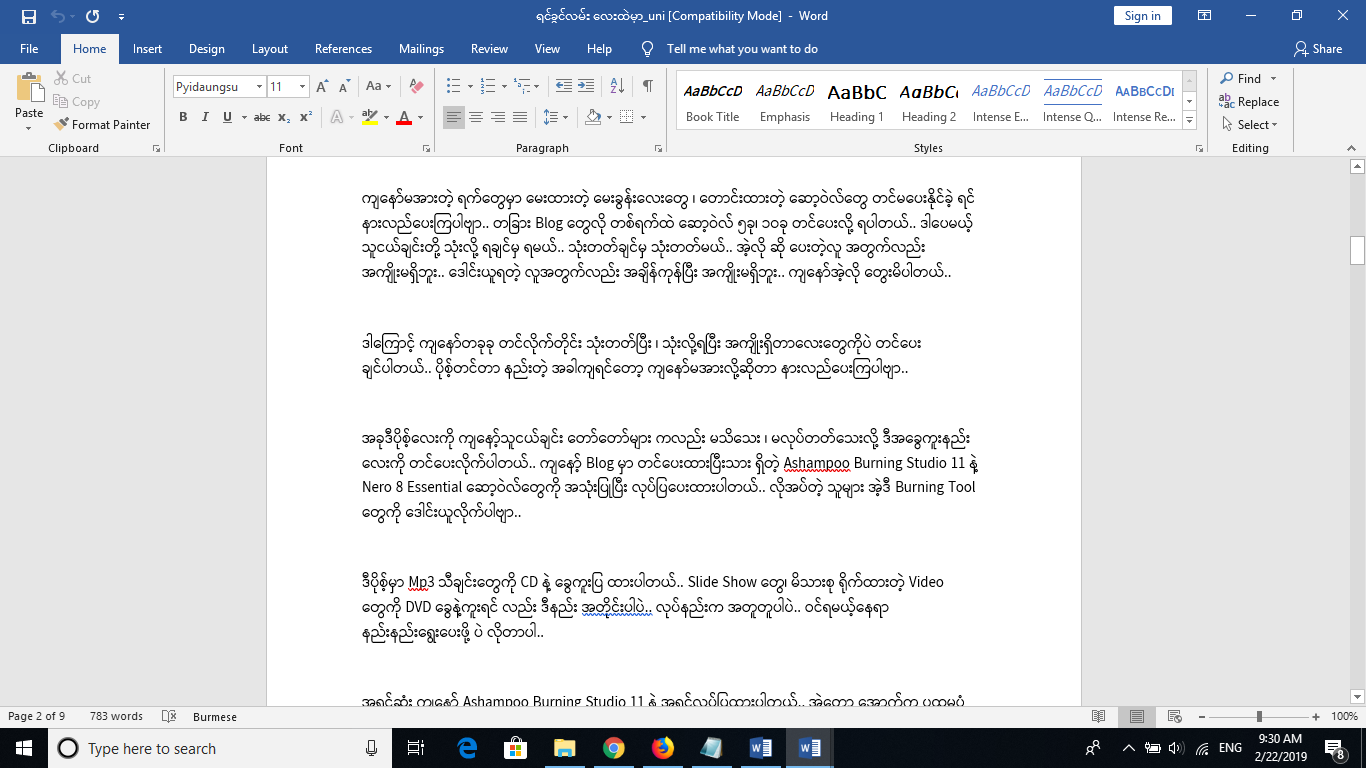 ရင်ခွင်လမ်း လေးထဲမှာ_uni [Compatibility Mode] - Word
Sign in
File Home Insert Design Layout References Mailings Review View Help Tell me what you want to do Share
Cut
Copy
Paste
Format Painter
Clipboard
Pyidaungsu 11
Font
Paragraph
AaBbCcD AaBbCcD AaBbC AaBbC AaBbCcD AaBbCcD AaBbCcD
Book Title Emphasis Heading 1 Heading 2 Intense E... Intense Q... Intense Re...
Styles
Find
Replace
Select
Editing
ကျနော်မအားတဲ့ ရက်တွေမှာ မေးထားတဲ့ မေးခွန်းလေးတွေ ၊ တောင်းထားတဲ့ ဆော့ဝဲလ်တွေ တင်မပေးနိုင်ခဲ့ ရင်
နားလည်ပေးကြပါဗျာ.. တခြား Blog တွေလို တစ်ရက်ထဲ ဆော့ဝဲလ် ၅ခု၊ ၁၀ခု တင်ပေးလို့ ရပါတယ်.. ဒါပေမယ့်
သူငယ်ချင်းတို့ သုံးလို့ ရချင်မှ ရမယ်.. သုံးတတ်ချင်မှ သုံးတတ်မယ်.. အဲ့လို ဆို ပေးတဲ့လူ အတွက်လည်း
အကျိုးမရှိဘူး.. ဒေါင်းယူရတဲ့ လူအတွက်လည်း အချိန်ကုန်ပြီး အကျိုးမရှိဘူး.. ကျနော်အဲ့လို တွေးမိပါတယ်..
ဒါကြောင့် ကျနော်တခုခု တင်လိုက်တိုင်း သုံးတတ်ပြီး ၊ သုံးလို့ရပြီး အကျိုးရှိတာလေးတွေကိုပဲ တင်ပေး
ချင်ပါတယ်.. ပိုစ့်တင်တာ နည်းတဲ့ အခါကျရင်တော့ ကျနော်မအားလို့ဆိုတာ နားလည်ပေးကြပါဗျာ..
အခုဒီပိုစ့်လေးကို ကျနော့်သူငယ်ချင်း တော်တော်များ ကလည်း မသိသေး ၊ မလုပ်တတ်သေးလို့ ဒီအခွေကူးနည်း
လေးကို တင်ပေးလိုက်ပါတယ်.. ကျနော့် Blog မှာ တင်ပေးထားပြီးသား ရှိတဲ့ Ashampoo Burning Studio 11 နဲ့
Nero 8 Essential ဆော့ဝဲလ်တွေကို အသုံးပြုပြီး လုပ်ပြပေးထားပါတယ်.. လိုအပ်တဲ့ သူများ အဲ့ဒီ Burning Tool
တွေကို ဒေါင်းယူလိုက်ပါဗျာ..
ဒီပိုစ့်မှာ Mp3 သီချင်းတွေကို CD နဲ့ ခွေကူးပြ ထားပါတယ်.. Slide Show တွေ၊ မိသားစု ရိုက်ထားတဲ့ Video
တွေကို DVD ခွေနဲ့ကူးရင် လည်း ဒီနည်း အတိုင်းပါပဲ.. လုပ်နည်းက အတူတူပါပဲ.. ဝင်ရမယ့်နေရာ
နည်းနည်းရွေးပေးဖို့ ပဲ လိုတာပါ..
အရင်ဆုံး ကျနော် Ashampoo Burning Studio 11 နဲ့ အရင်လုပ်ပြထားပါတယ်.. အဲတော့ အောက်က ပထမပုံ
Page 2 of 9 783 words Burmese 100%
Type here to search
ENG
9:30 AM
2/22/2019
8